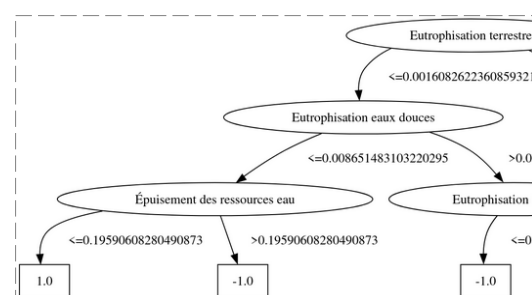 Eutrophisation terrestre
<=0.0016082622360859321
Eutrophisation eaux douces
<=0.008651483103220295
>0.0
Épuisement des ressources eau
Eutrophisation
<=0.19590608280490873
>0.19590608280490873
<=0
1.0
-1.0
-1.0